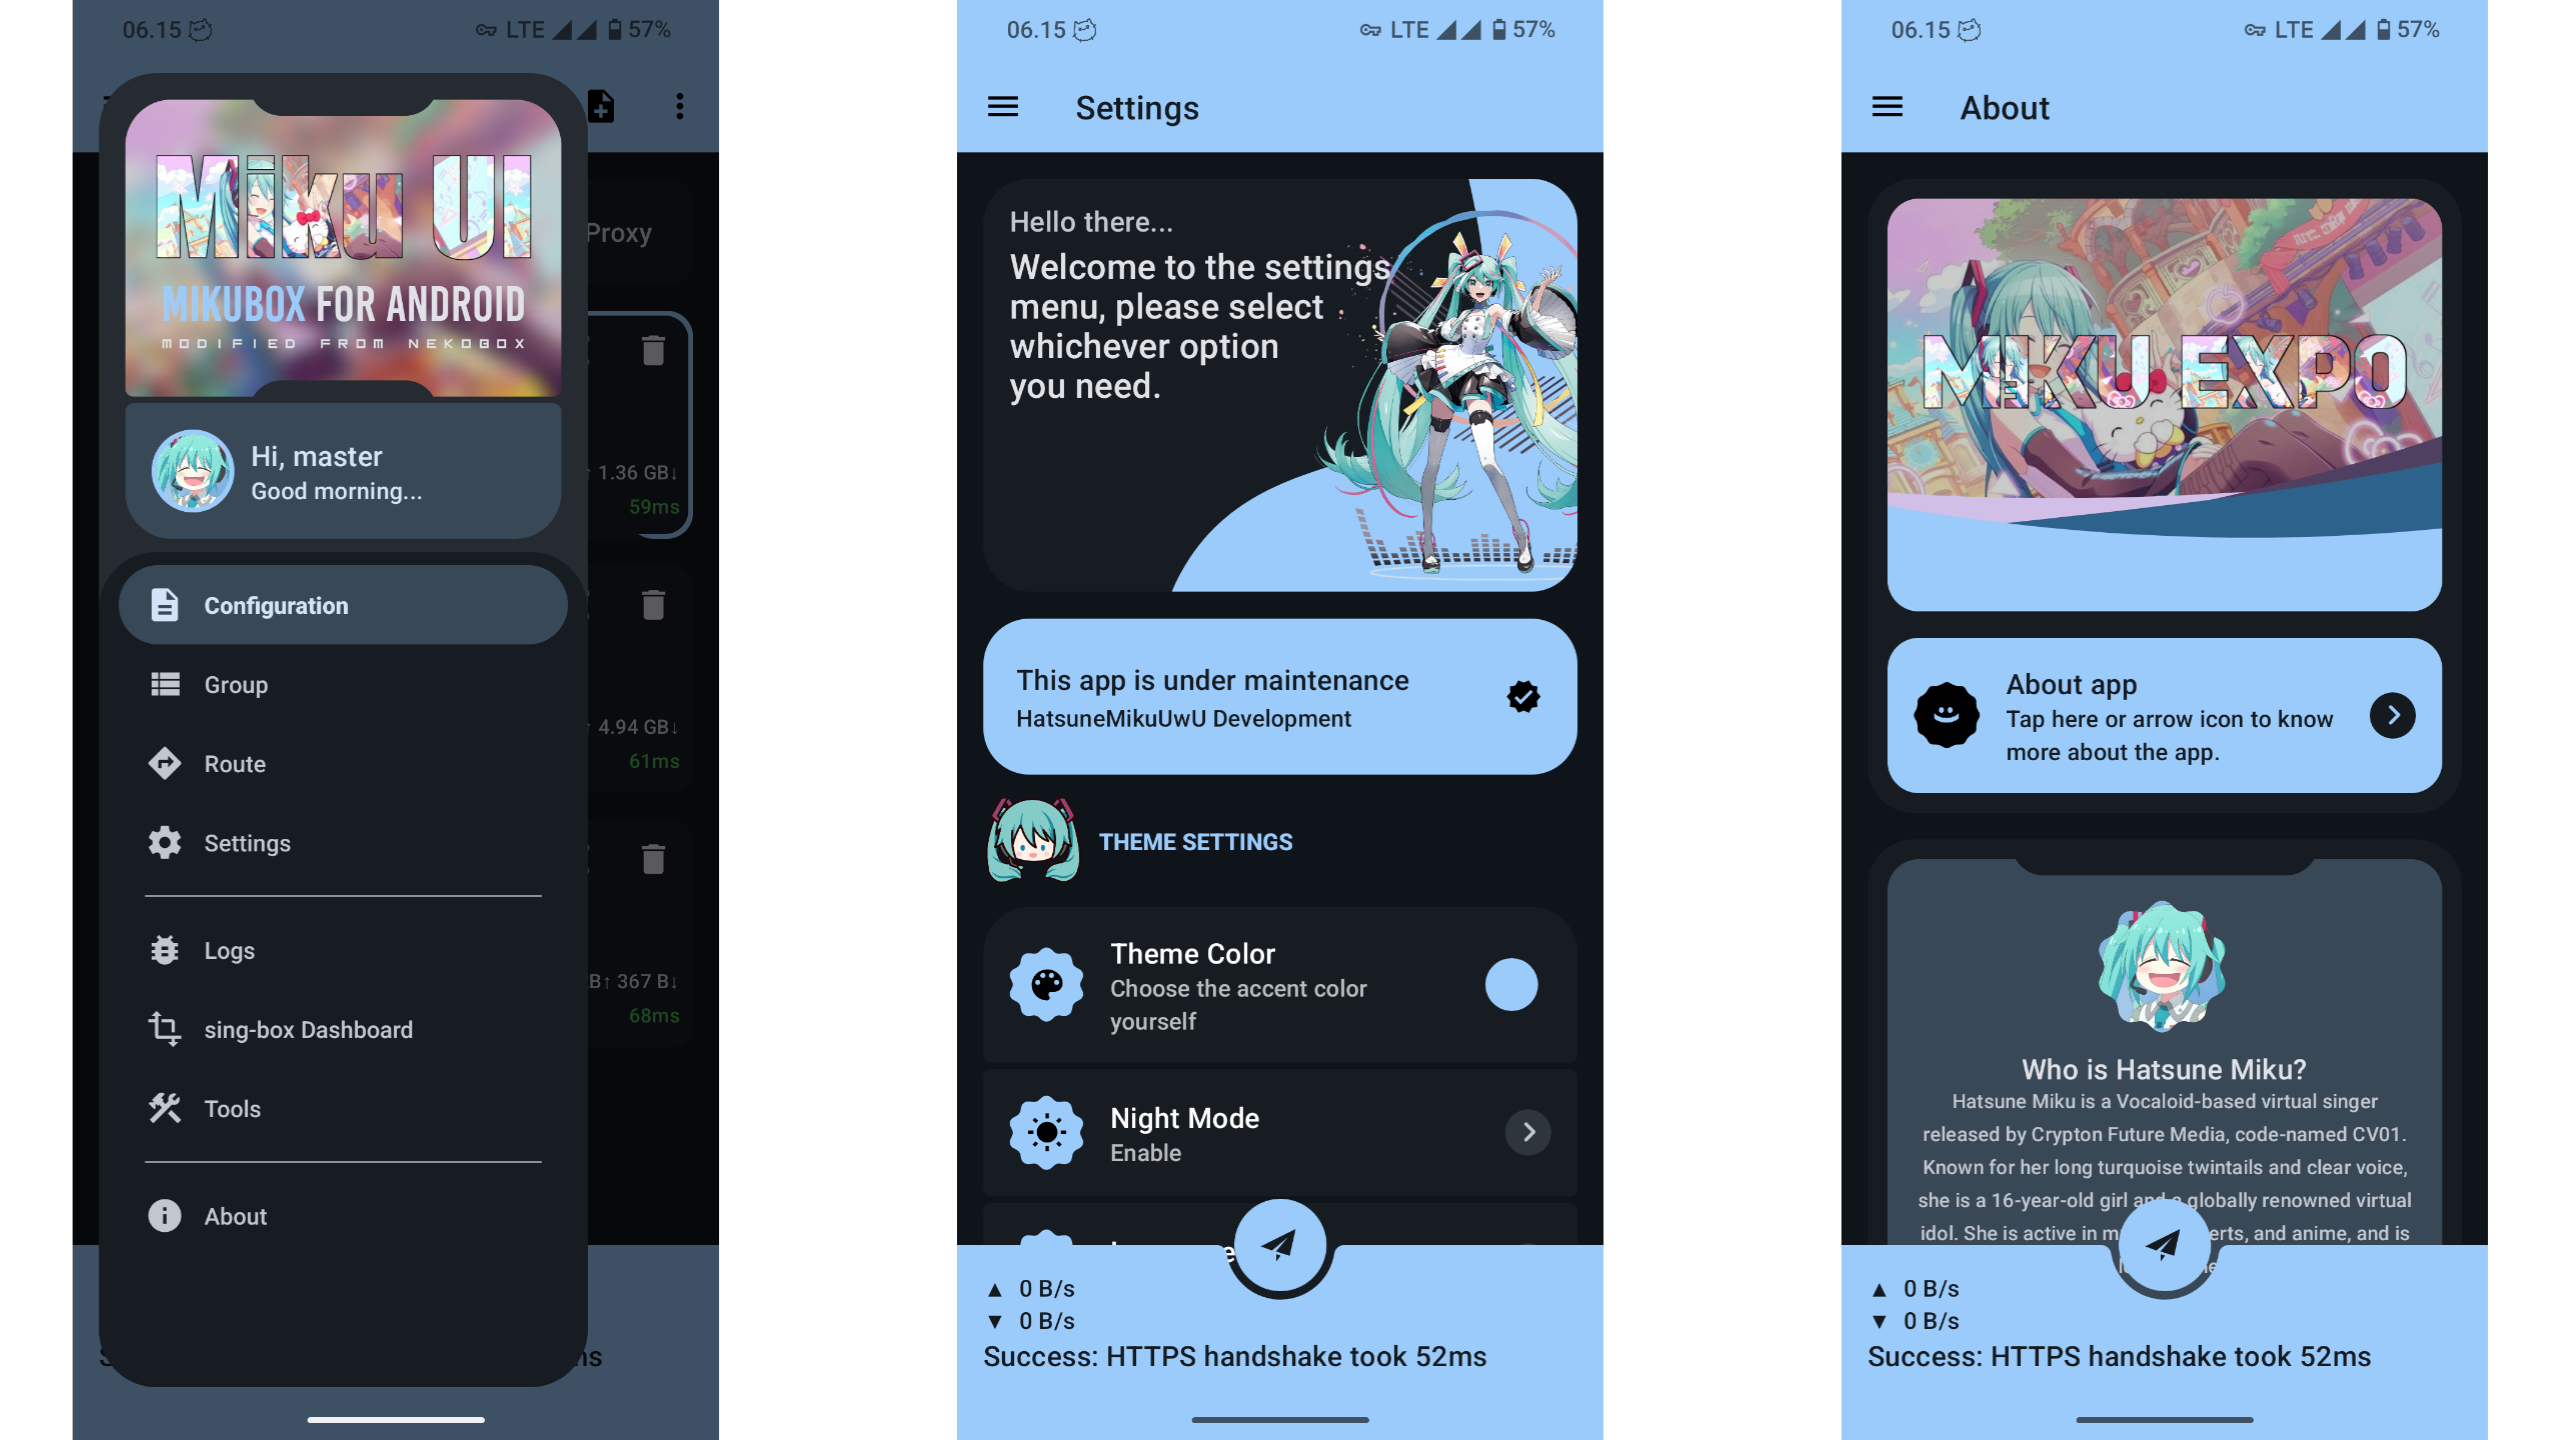 06.15
LTE 57%
Miku UI
MIKUBOX FOR ANDROID
MODIFIED FROM NEKOBOX
Hi, master
Good morning...
Configuration
Group
Route
Settings
Logs
sing-box Dashboard
Tools
About
Proxy
1.36 GB↓
59ms
4.94 GB↓
61ms
B↑ 367 B↓
68ms
06.15
LTE 57%
Settings
Hello there...
Welcome to the settings
menu, please select
whichever option
you need.
This app is under maintenance
HatsuneMikuUwU Development
THEME SETTINGS
Theme Color
Choose the accent color
yourself
Night Mode
Enable
▲ 0 B/s
▼ 0 B/s
Success: HTTPS handshake took 52ms
06.15
LTE 57%
About
MIKU EXPO
About app
Tap here or arrow icon to know
more about the app.
Who is Hatsune Miku?
Hatsune Miku is a Vocaloid-based virtual singer
released by Crypton Future Media, code-named CV01.
Known for her long turquoise twintails and clear voice,
she is a 16-year-old girl and a globally renowned virtual
idol. She is active in erts, and anime, and is
▲ 0 B/s
▼ 0 B/s
Success: HTTPS handshake took 52ms